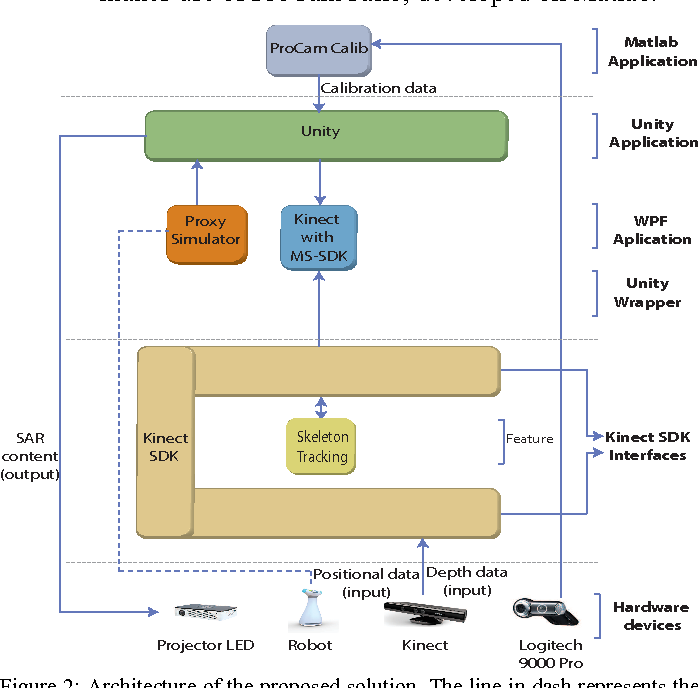 ProCam Calib
Matlab
Application
Calibration data
Unity
Unity
Application
Proxy
Simulator
Kinect
with
MS-SDK
WPF
Aplication
Unity
Wrapper
Kinect
SDK
Skeleton
Tracking
Feature
Kinect SDK
Interfaces
SAR
content
(output)
Positional data
(input)
Depth data
(input)
Hardware
devices
Projector LED
Robot
Kinect
Logitech
9000 Pro
Figure 2: Architecture of the proposed solution. The line in dash represents the